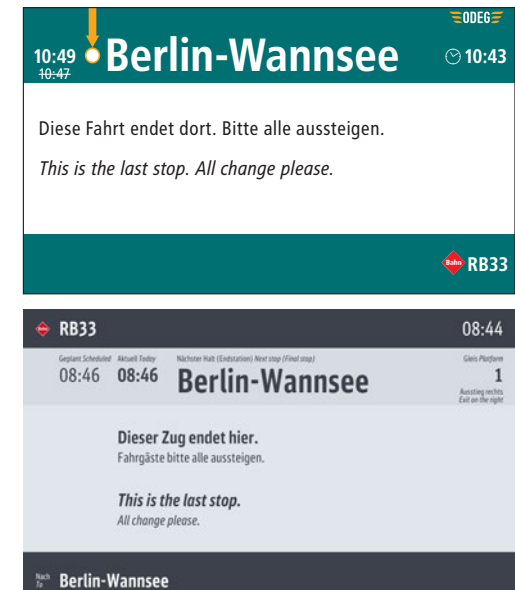 ODEG
10:49 Berlin-Wannsee 10:43
10:47
Diese Fahrt endet dort. Bitte alle aussteigen.
This is the last stop. All change please.
Bahn RB33
Bahn RB33 08:44
Geplant Scheduled Aktuell Today Nächster Halt (Endstation) Next stop (Final stop) Gleis Platform
08:46 08:46 Berlin-Wannsee 1
Ausstieg rechts
Exit on the right
Dieser Zug endet hier.
Fahrgäste bitte alle aussteigen.
This is the last stop.
All change please.
Nach
To Berlin-Wannsee